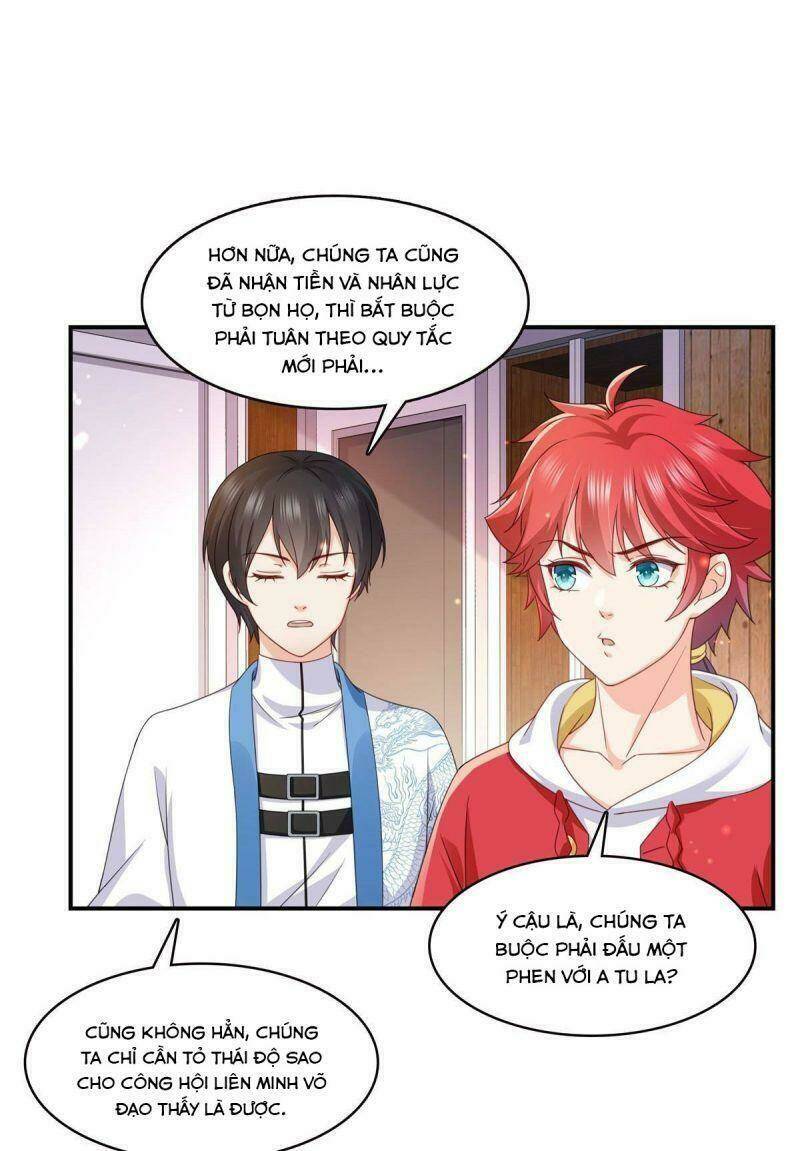 HƠN NỮA, CHÚNG TA CŨNG
ĐÃ NHẬN TIỀN VÀ NHÂN LỰC
TỪ BỌN HỌ, THÌ BẮT BUỘC
PHẢI TUÂN THEO QUY TẮC
MỚI PHẢI...
Ý CẬU LÀ, CHÚNG TA
BUỘC PHẢI ĐẤU MỘT
PHEN VỚI A TU LA?
CŨNG KHÔNG HẲN, CHÚNG
TA CHỈ CẦN TỎ THÁI ĐỘ SAO
CHO CÔNG HỘI LIÊN MINH VÕ
ĐẠO THẤY LÀ ĐƯỢC.